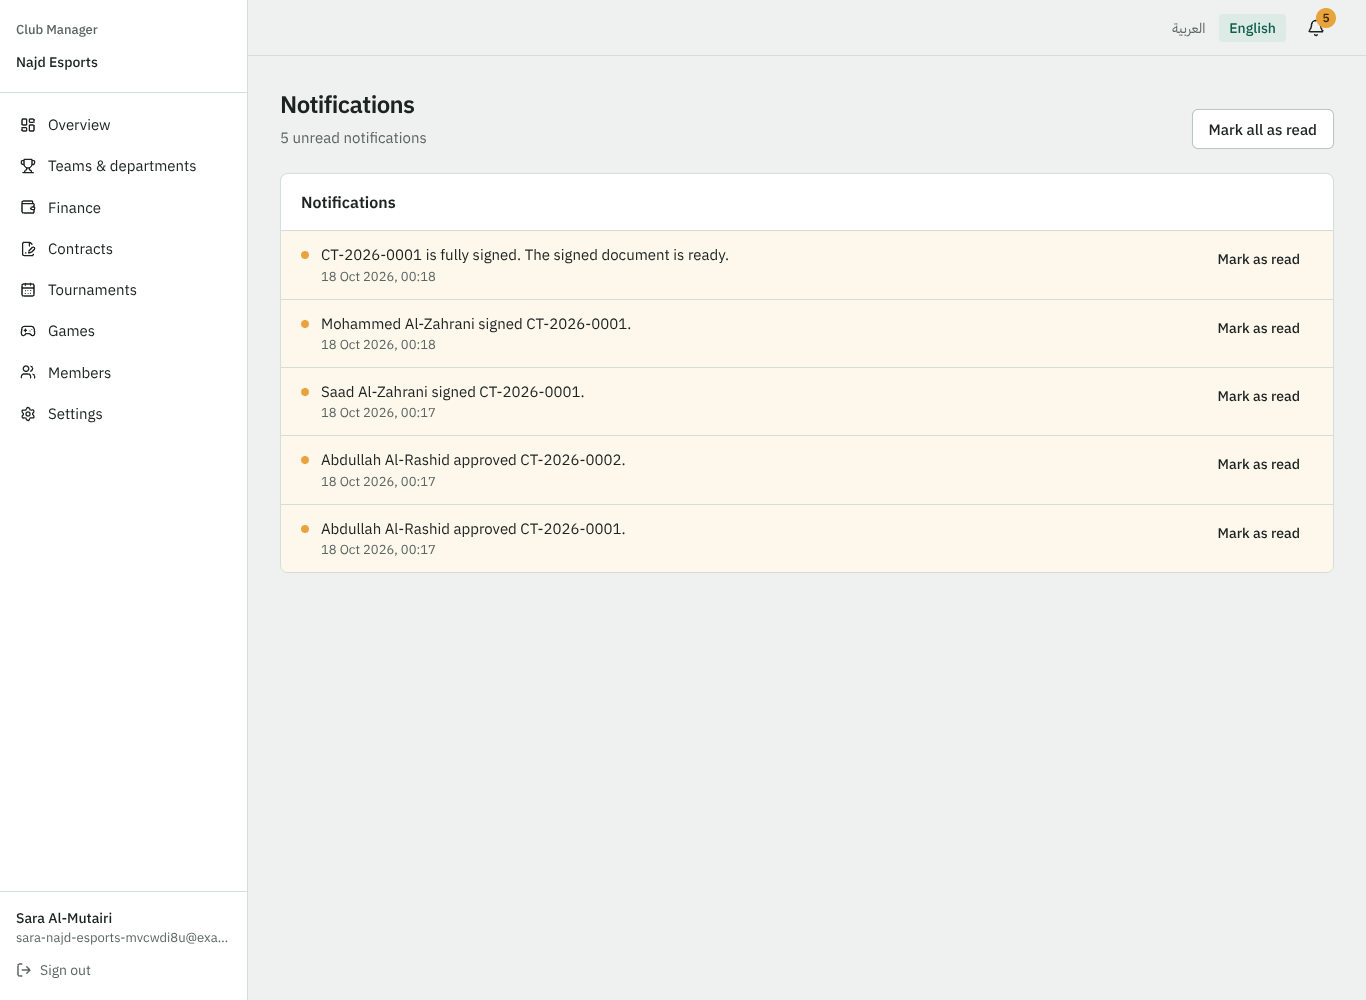 Club Manager
Najd Esports
Overview
Teams & departments
Finance
Contracts
Tournaments
Games
Members
Settings
Sara Al-Mutairi
sara-najd-esports-mvcwdi8u@exa...
Sign out
العربية
English
5
Notifications
5 unread notifications
Mark all as read
Notifications
CT-2026-0001 is fully signed. The signed document is ready.
18 Oct 2026, 00:18
Mark as read
Mohammed Al-Zahrani signed CT-2026-0001.
18 Oct 2026, 00:18
Mark as read
Saad Al-Zahrani signed CT-2026-0001.
18 Oct 2026, 00:17
Mark as read
Abdullah Al-Rashid approved CT-2026-0002.
18 Oct 2026, 00:17
Mark as read
Abdullah Al-Rashid approved CT-2026-0001.
18 Oct 2026, 00:17
Mark as read